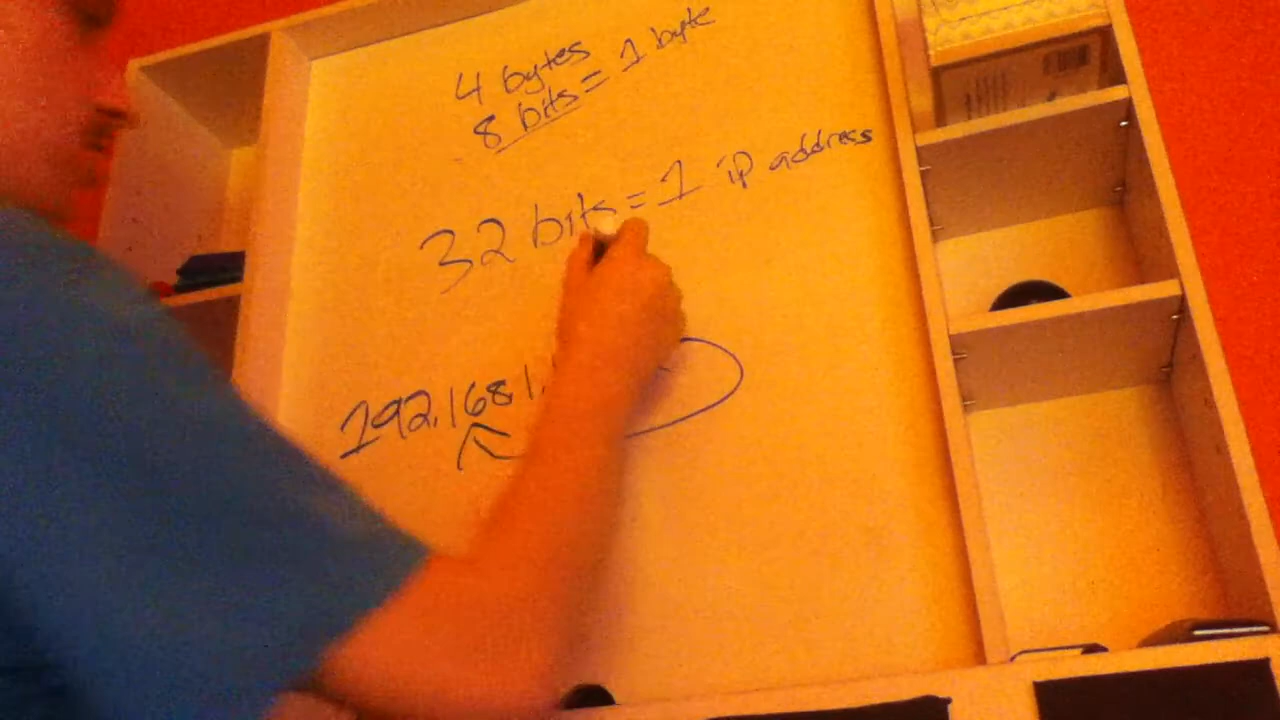 4 bytes
8 bits = 1 byte
32 bits = 1 ip address
192.168.1.